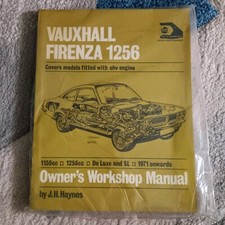 VAUXHALL
FIRENZA 1256
Covers models fitted with ohv engine
1159cc □ 1256cc □ De Luxe and SL □ 1971 onwards
Owner's Workshop Manual
by J.H. Haynes